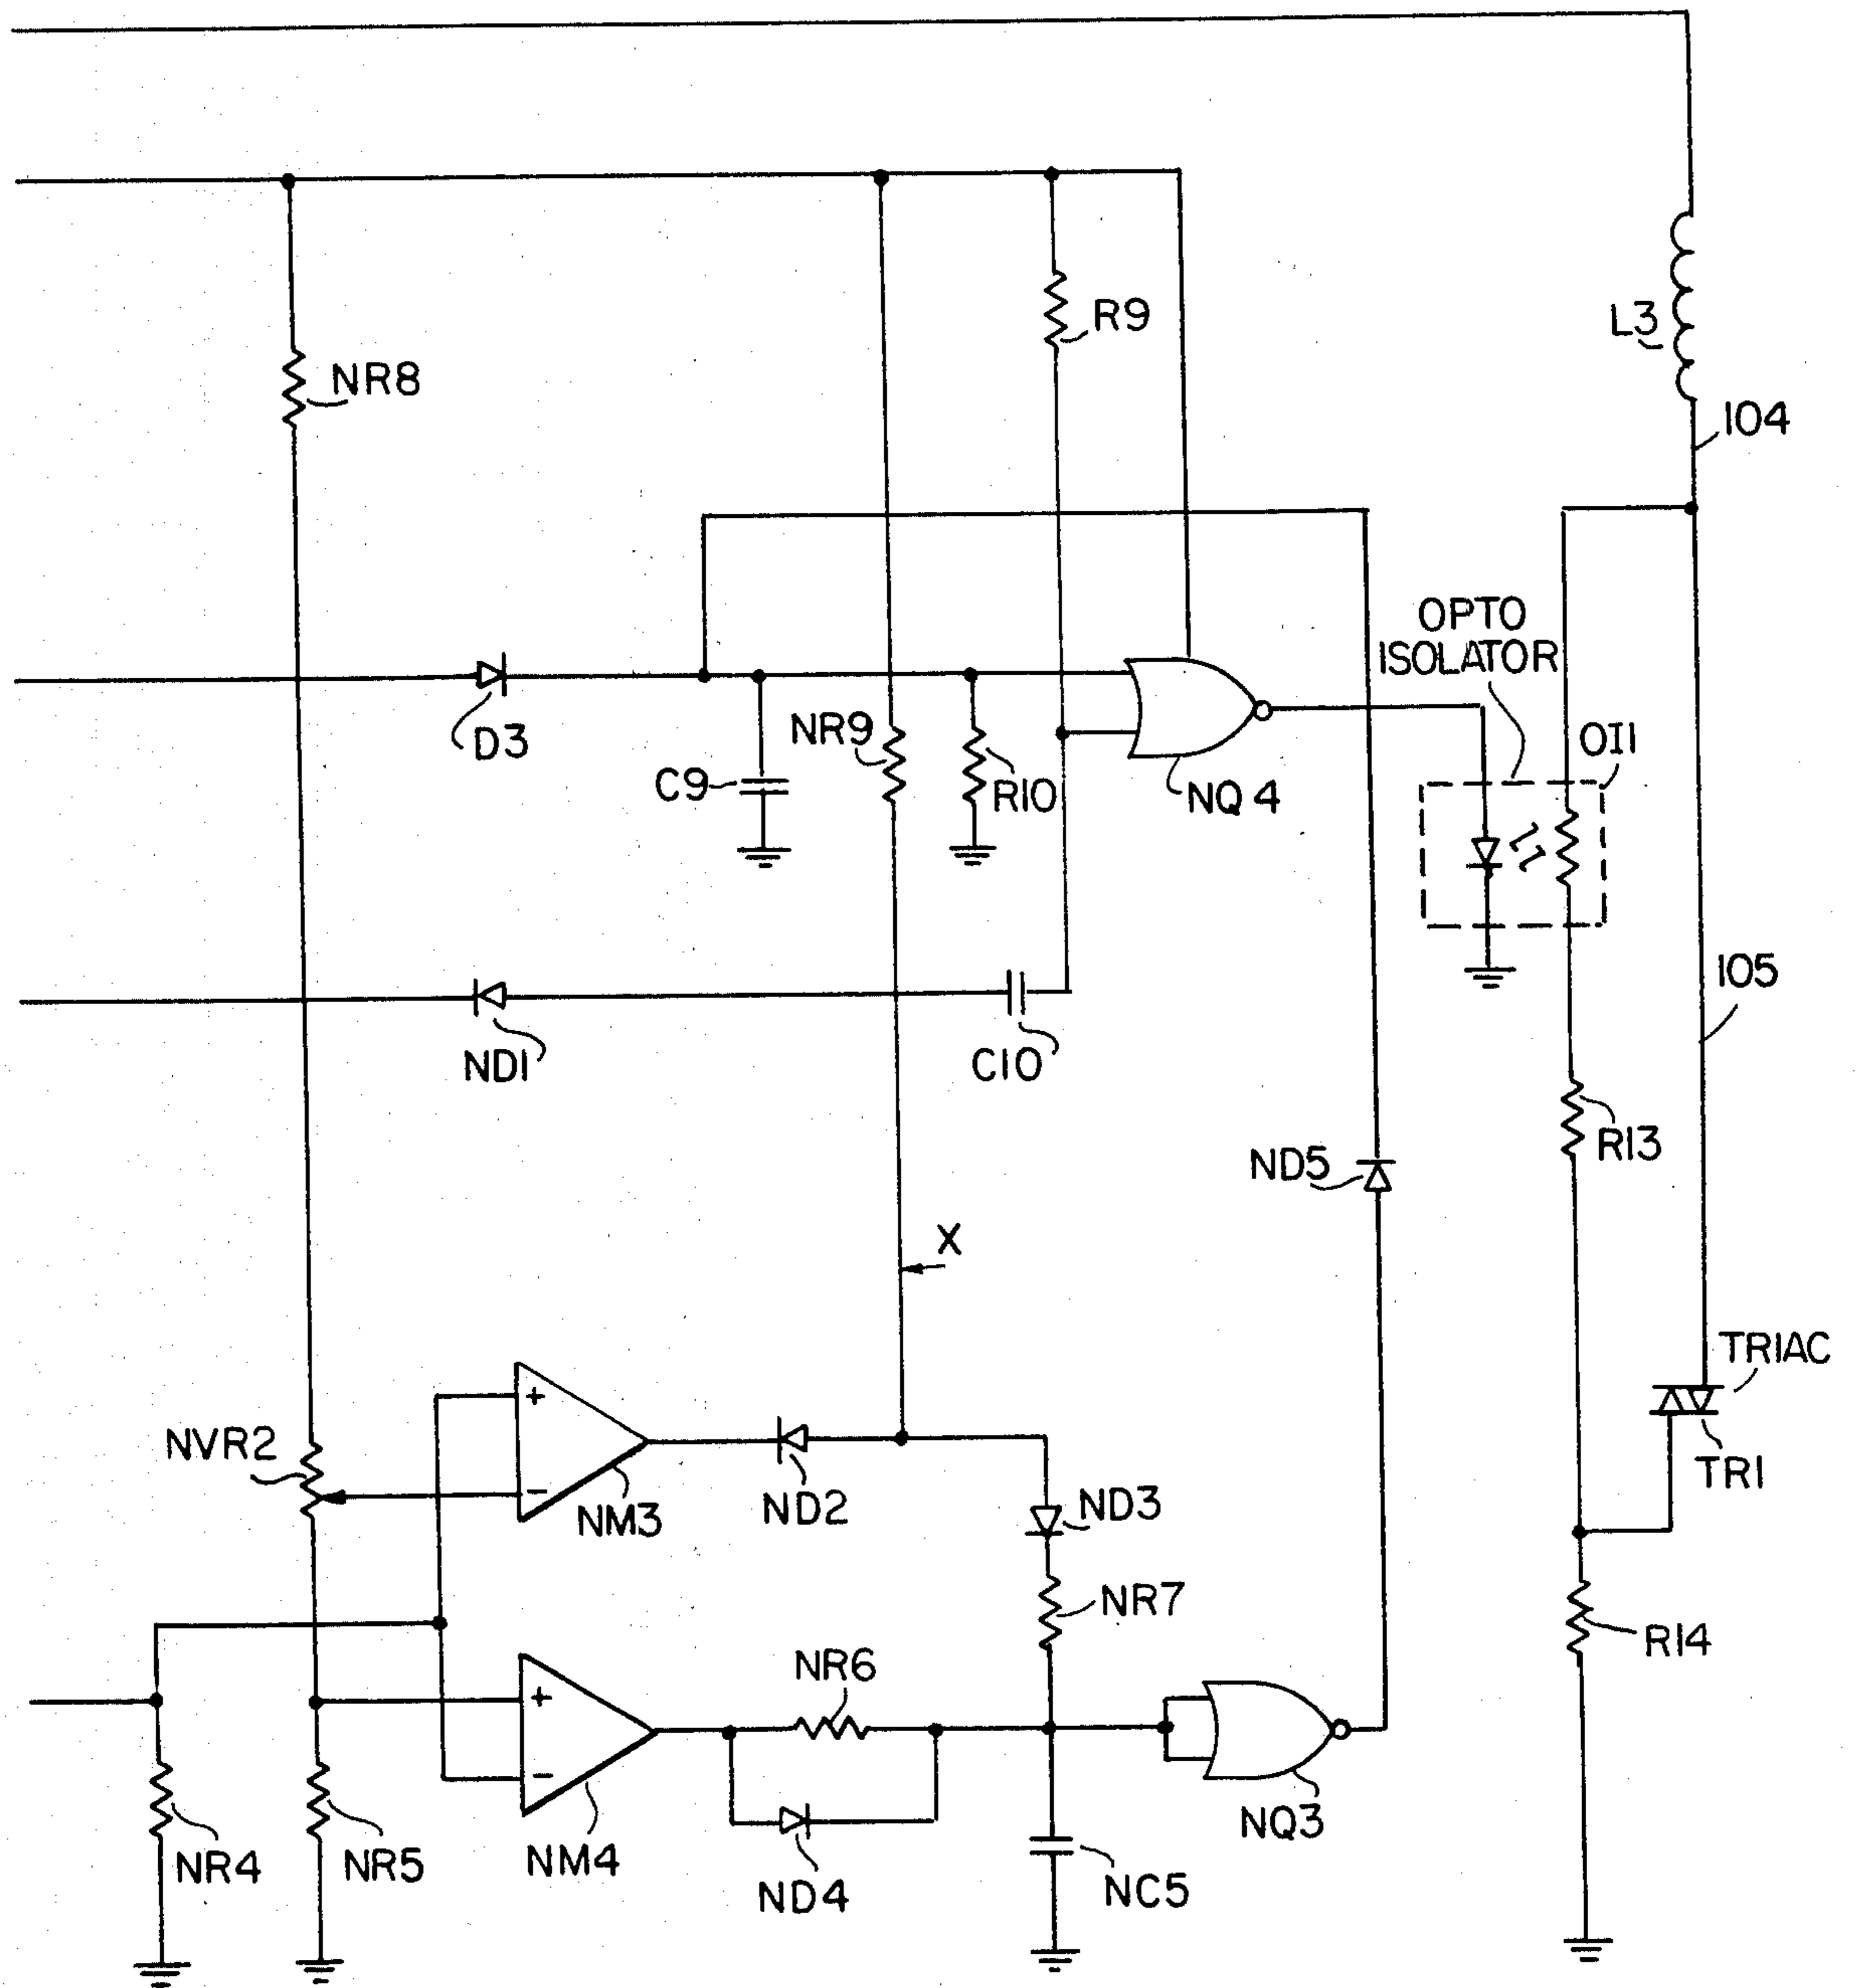 R9
L3
NR8
104
OPTO
ISOLATOR
D3
NR9
OI1
C9
R10
NQ4
105
ND1
C10
R13
ND5
X
TRIAC
+
NVR2
TR1
-
ND2
ND3
NM3
NR7
NR6
R14
+
-
NQ3
NR4
NR5
NM4
ND4
NC5